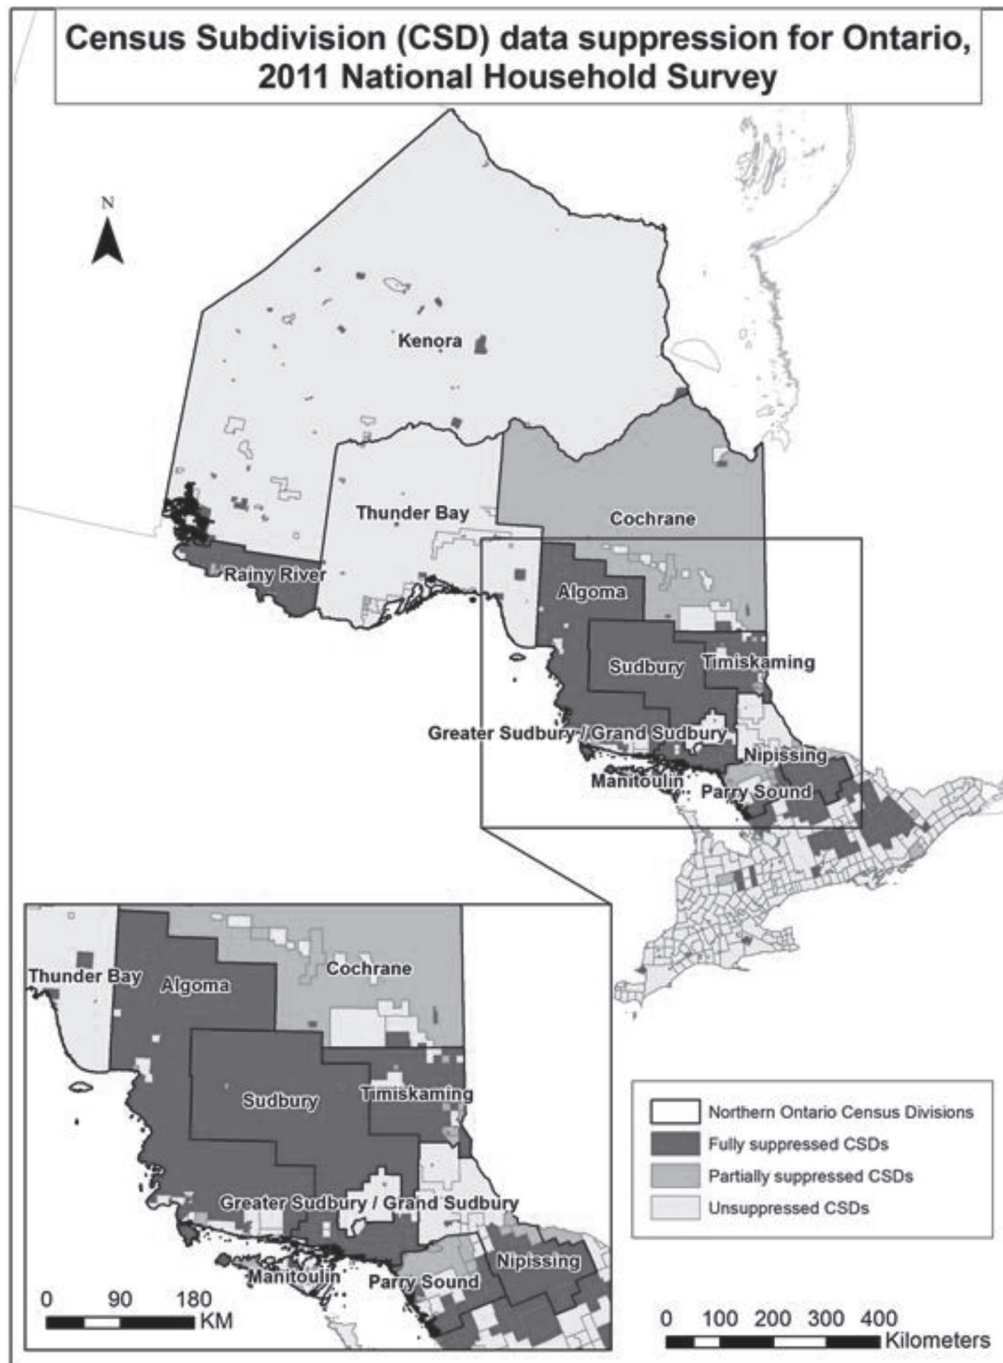 Census Subdivision (CSD) data suppression for Ontario,
2011 National Household Survey
N
Kenora
Thunder Bay
Cochrane
Rainy River
Algoma
Sudbury
Timiskaming
Greater Sudbury / Grand Sudbury
Nipissing
Manitoulin
Parry Sound
Thunder Bay
Algoma
Cochrane
Sudbury
Timiskaming
Greater Sudbury / Grand Sudbury
Nipissing
Manitoulin
Parry Sound
0 90 180
KM
Northern Ontario Census Divisions
Fully suppressed CSDs
Partially suppressed CSDs
Unsuppressed CSDs
0 100 200 300 400
Kilometers